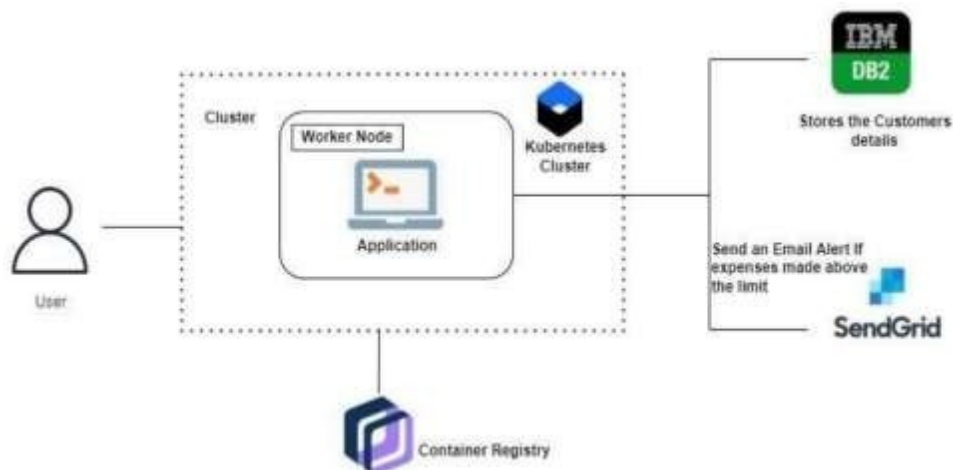 IBM
DB2
Stores the Customers
details
Cluster
Worker Node
Kubernetes
Cluster
Application
User
Send an Email Alert If
expenses made above
the limit
SendGrid
Container Registry